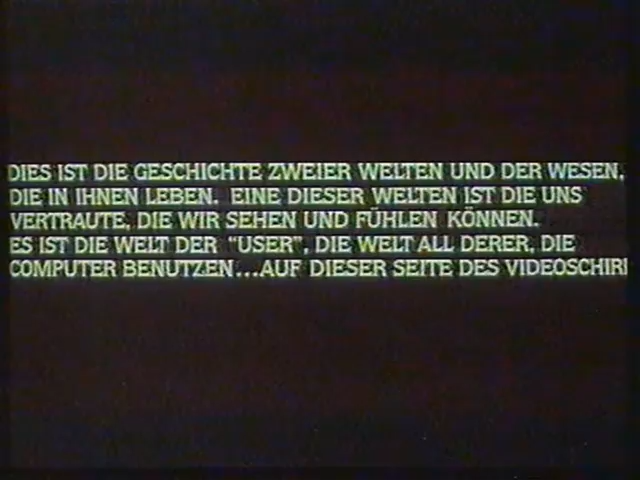 DIES IST DIE GESCHICHTE ZWEIER WELTEN UND DER WESEN,
DIE IN IHNEN LEBEN. EINE DIESER WELTEN IST DIE UNS
VERTRAUTE, DIE WIR SEHEN UND FÜHLEN KÖNNEN.
ES IST DIE WELT DER "USER", DIE WELT ALL DERER, DIE
COMPUTER BENUTZEN...AUF DIESER SEITE DES VIDEOSCHIR